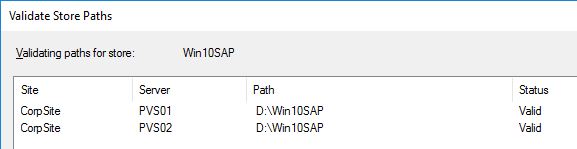 Validate Store Paths
Validating paths for store: Win10SAP
Site Server Path Status
CorpSite PVS01 D:\Win10SAP Valid
CorpSite PVS02 D:\Win10SAP Valid